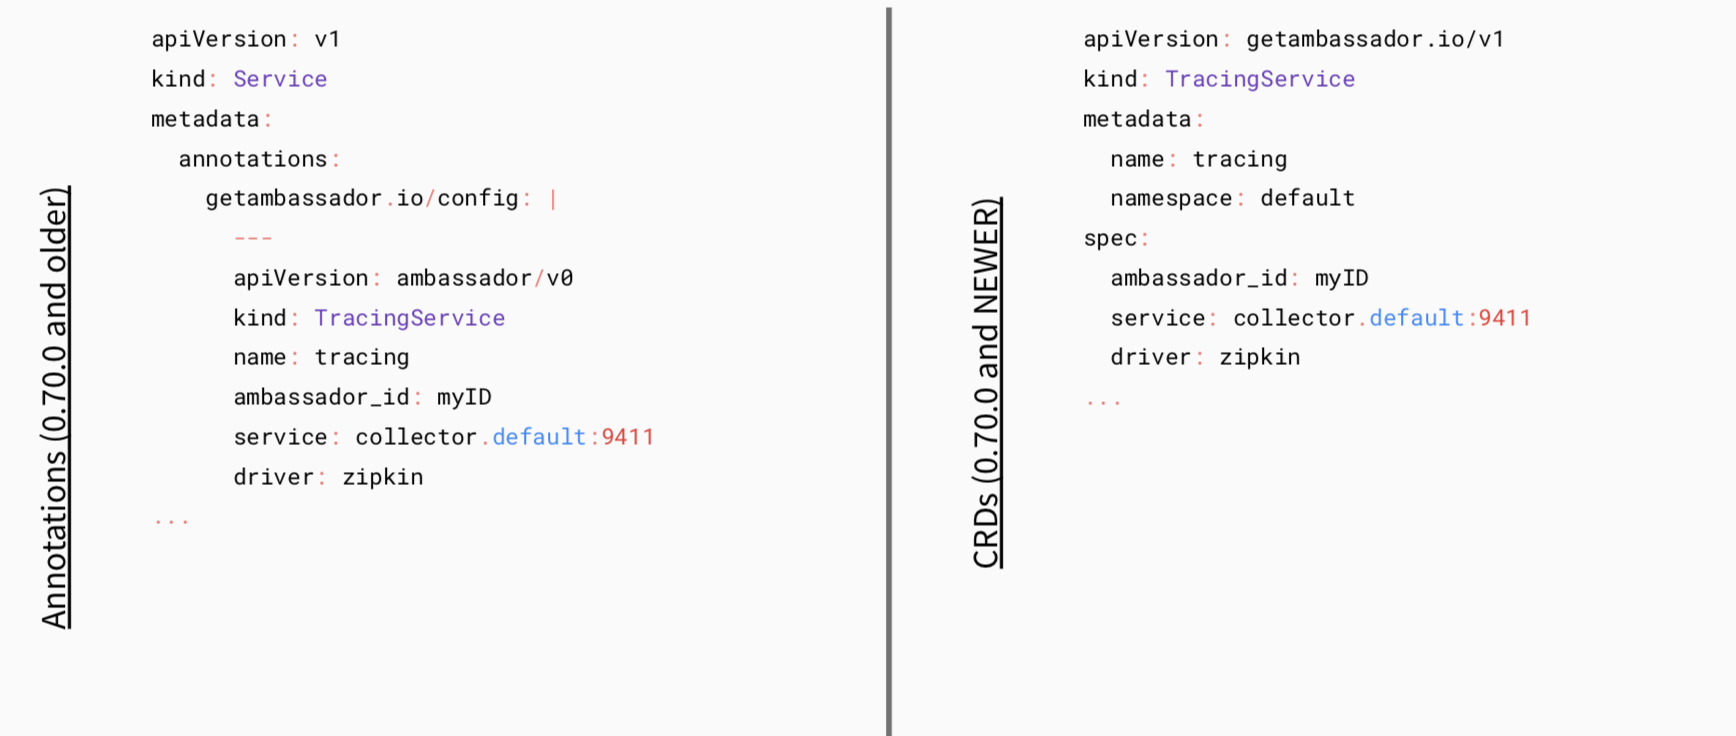 Annotations (0.70.0 and older)
apiVersion: v1
kind: Service
metadata:
  annotations:
    getambassador.io/config: |
      ---
      apiVersion: ambassador/v0
      kind: TracingService
      name: tracing
      ambassador_id: myID
      service: collector.default:9411
      driver: zipkin
...
CRDs (0.70.0 and NEWER)
apiVersion: getambassador.io/v1
kind: TracingService
metadata:
  name: tracing
  namespace: default
spec:
  ambassador_id: myID
  service: collector.default:9411
  driver: zipkin
...